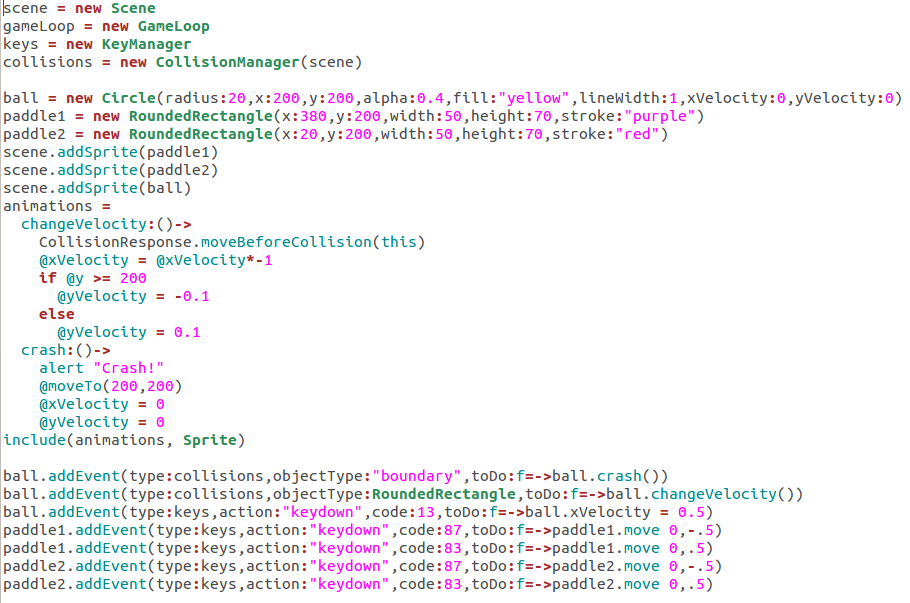 scene = new Scene
gameLoop = new GameLoop
keys = new KeyManager
collisions = new CollisionManager(scene)

ball = new Circle(radius:20,x:200,y:200,alpha:0.4,fill:"yellow",lineWidth:1,xVelocity:0,yVelocity:0)
paddle1 = new RoundedRectangle(x:380,y:200,width:50,height:70,stroke:"purple")
paddle2 = new RoundedRectangle(x:20,y:200,width:50,height:70,stroke:"red")
scene.addSprite(paddle1)
scene.addSprite(paddle2)
scene.addSprite(ball)
animations =
  changeVelocity:()->
    CollisionResponse.moveBeforeCollision(this)
    @xVelocity = @xVelocity*-1
    if @y >= 200
      @yVelocity = -0.1
    else
      @yVelocity = 0.1
  crash:()->
    alert "Crash!"
    @moveTo(200,200)
    @xVelocity = 0
    @yVelocity = 0
include(animations, Sprite)

ball.addEvent(type:collisions,objectType:"boundary",toDo:f=->ball.crash())
ball.addEvent(type:collisions,objectType:RoundedRectangle,toDo:f=->ball.changeVelocity())
ball.addEvent(type:keys,action:"keydown",code:13,toDo:f=->ball.xVelocity = 0.5)
paddle1.addEvent(type:keys,action:"keydown",code:87,toDo:f=->paddle1.move 0,-.5)
paddle1.addEvent(type:keys,action:"keydown",code:83,toDo:f=->paddle1.move 0,.5)
paddle2.addEvent(type:keys,action:"keydown",code:87,toDo:f=->paddle2.move 0,-.5)
paddle2.addEvent(type:keys,action:"keydown",code:83,toDo:f=->paddle2.move 0,.5)